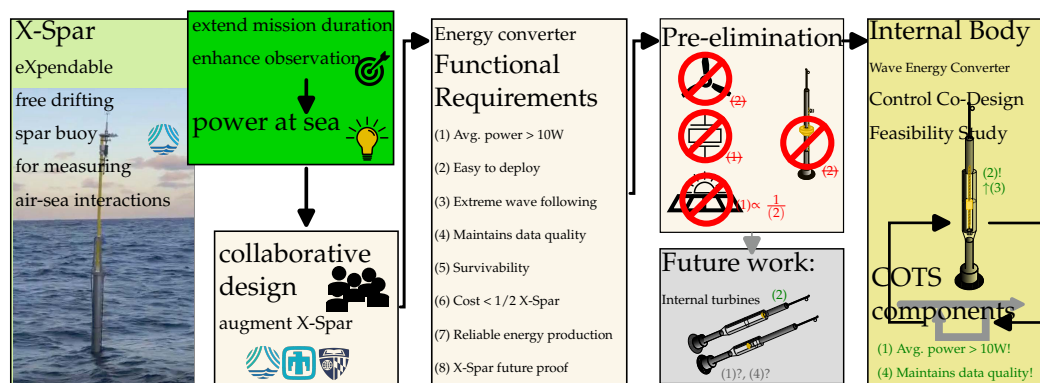 X-Spar
eXpendable
free drifting
spar buoy
for measuring
air-sea interactions
extend mission duration
enhance observation
power at sea
collaborative
design
augment X-Spar
Energy converter
Functional
Requirements
(1) Avg. power > 10W
(2) Easy to deploy
(3) Extreme wave following
(4) Maintains data quality
(5) Survivability
(6) Cost < 1/2 X-Spar
(7) Reliable energy production
(8) X-Spar future proof
Pre-elimination
(2)
(1)
(2)
(1)∝ 1/(2)
Future work:
Internal turbines
(2)
(1)?, (4)?
Internal Body
Wave Energy Converter
Control Co-Design
Feasibility Study
(2)!
↑(3)
COTS
components
(1) Avg. power > 10W!
(4) Maintains data quality!